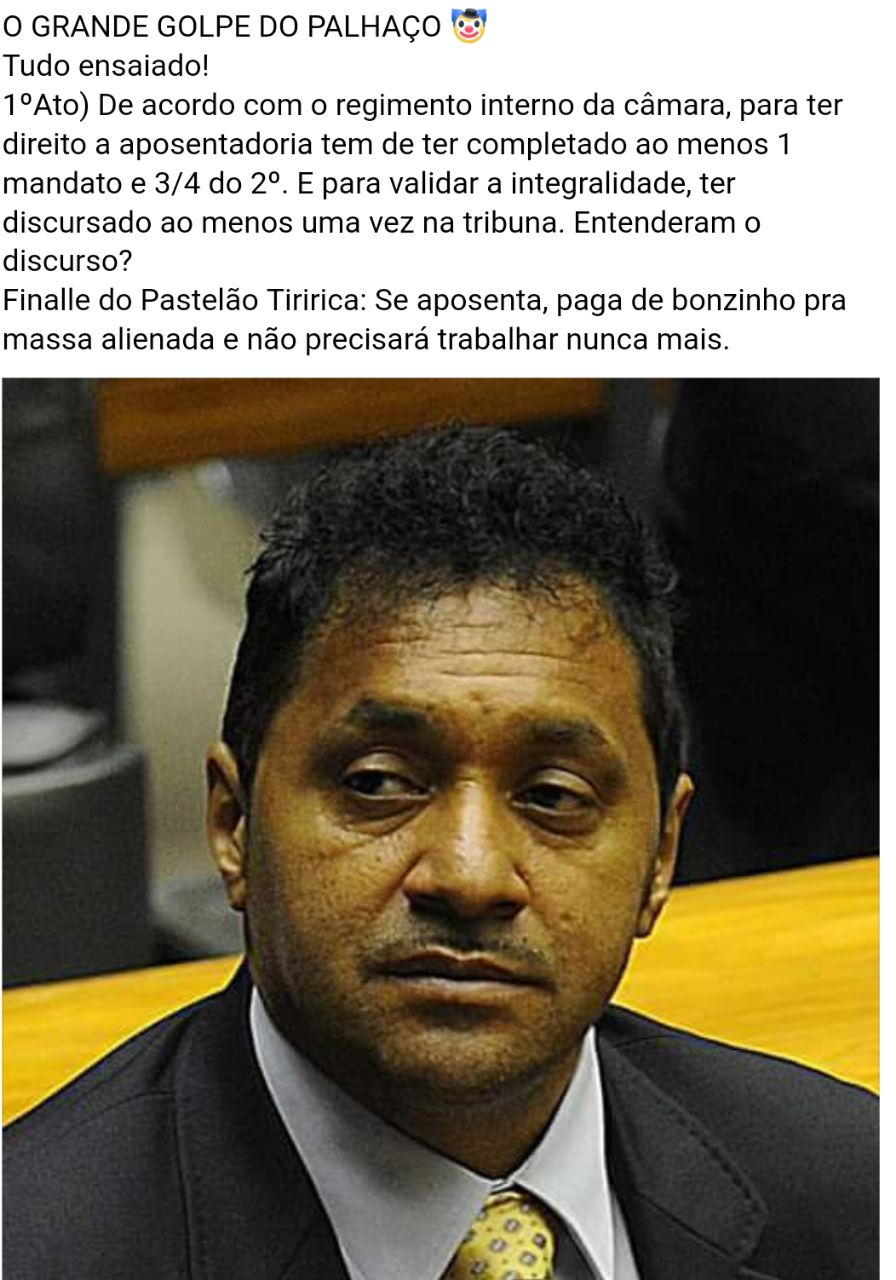 O GRANDE GOLPE DO PALHAÇO 🤡
Tudo ensaiado!
1ºAto) De acordo com o regimento interno da câmara, para ter
direito a aposentadoria tem de ter completado ao menos 1
mandato e 3/4 do 2º. E para validar a integralidade, ter
discursado ao menos uma vez na tribuna. Entenderam o
discurso?
Finalle do Pastelão Tiririca: Se aposenta, paga de bonzinho pra
massa alienada e não precisará trabalhar nunca mais.